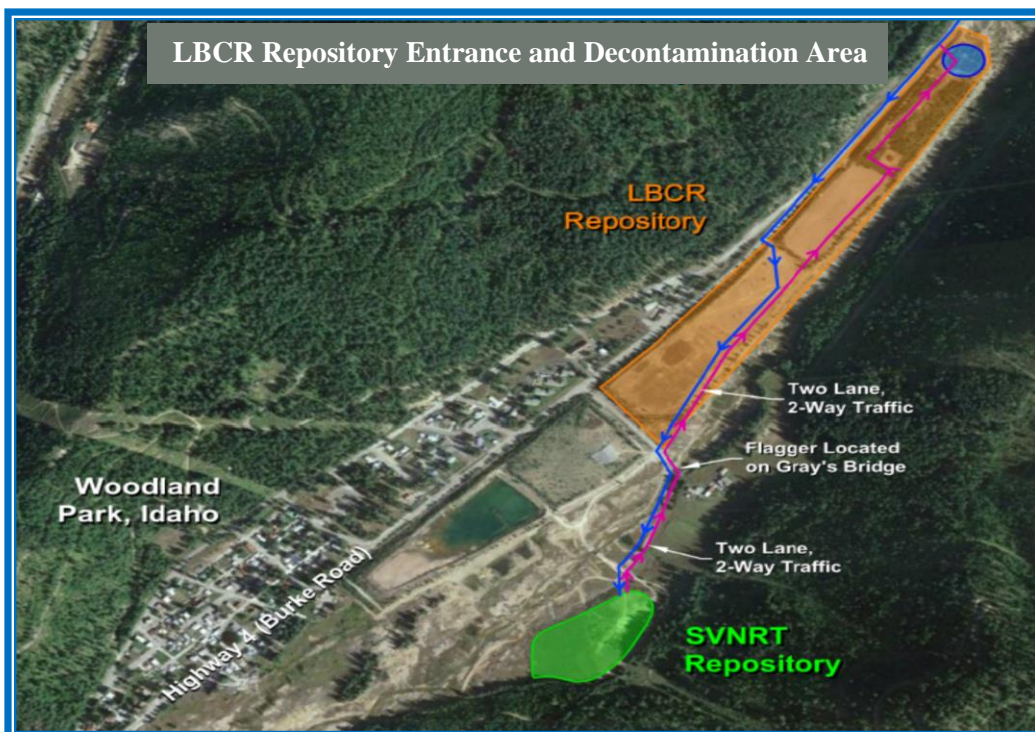 LBCR Repository Entrance and Decontamination Area
LBCR
Repository
Two Lane,
2-Way Traffic
Flagger Located
on Gray's Bridge
Woodland
Park, Idaho
Two Lane,
2-Way Traffic
Highway 4 (Burke Road)
SVNRT
Repository